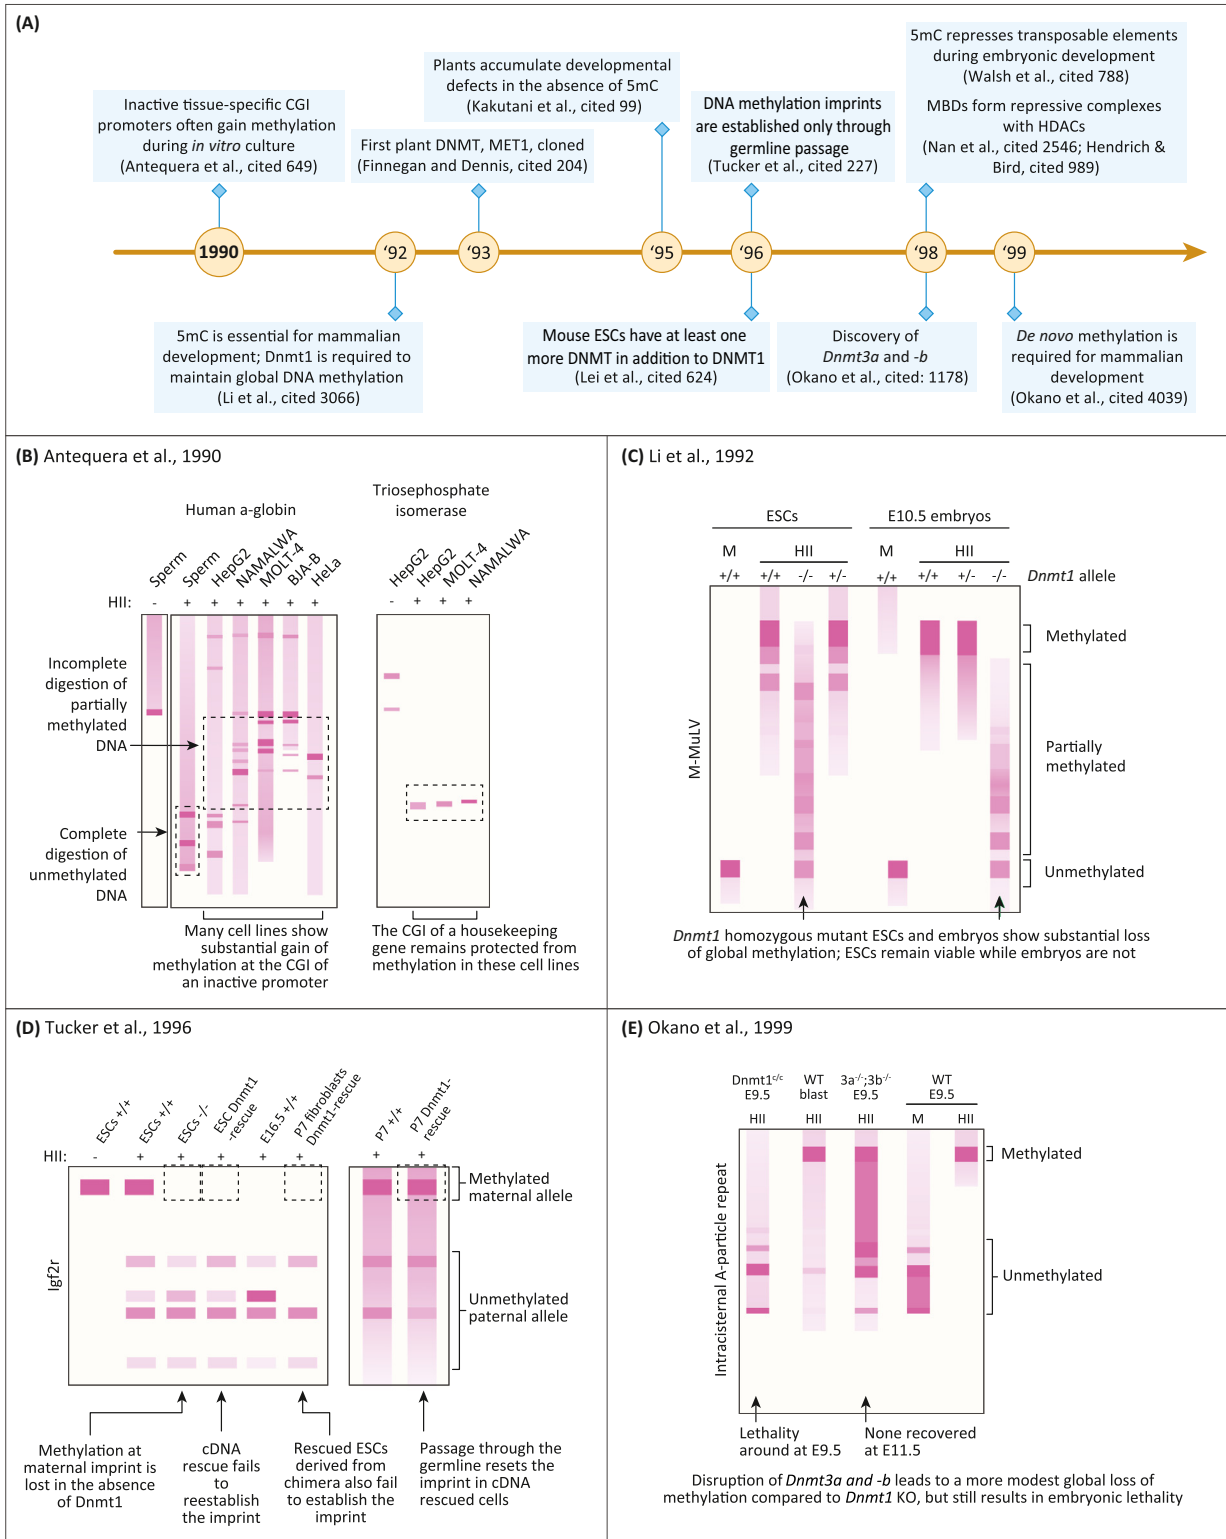 (A)
5mC represses transposable elements
during embryonic development
(Walsh et al., cited 788)
MBDs form repressive complexes
with HDACs
(Nan et al., cited 2546; Hendrich &
Bird, cited 989)
Plants accumulate developmental
defects in the absence of 5mC
(Kakutani et al., cited 99)
Inactive tissue-specific CGI
promoters often gain methylation
during in vitro culture
(Antequera et al., cited 649)
First plant DNMT, MET1, cloned
(Finnegan and Dennis, cited 204)
DNA methylation imprints
are established only through
germline passage
(Tucker et al., cited 227)
1990
‘92
‘93
‘95
‘96
‘98
‘99
5mC is essential for mammalian
development; Dnmt1 is required to
maintain global DNA methylation
(Li et al., cited 3066)
Mouse ESCs have at least one
more DNMT in addition to DNMT1
(Lei et al., cited 624)
Discovery of
Dnmt3a and -b
(Okano et al., cited: 1178)
De novo methylation is
required for mammalian
development
(Okano et al., cited 4039)
(B) Antequera et al., 1990
Human a-globin
Triosephosphate
isomerase
Sperm
Sperm
HepG2
NAMALWA
MOLT-4
BJA-B
HeLa
HepG2
HepG2
MOLT-4
NAMALWA
HII: - + + + + + + - + + +
Incomplete
digestion of
partially
methylated
DNA
Complete
digestion of
unmethylated
DNA
Many cell lines show
substantial gain of
methylation at the CGI of
an inactive promoter
The CGI of a housekeeping
gene remains protected from
methylation in these cell lines
(C) Li et al., 1992
ESCs E10.5 embryos
M HII M HII
+/+ +/+ -/- +/- +/+ +/+ +/- -/- Dnmt1 allele
M-MuLV
Methylated
Partially
methylated
Unmethylated
Dnmt1 homozygous mutant ESCs and embryos show substantial loss
of global methylation; ESCs remain viable while embryos are not
(D) Tucker et al., 1996
ESCs +/+
ESCs +/+
ESCs -/-
ESC Dnmt1
-rescue
E16.5 +/+
P7 fibroblasts
Dnmt1-rescue
P7 +/+
P7 Dnmt1-
rescue
HII: - + + + + + + +
Igf2r
Methylated
maternal allele
Unmethylated
paternal allele
Methylation at
maternal imprint is
lost in the absence
of Dnmt1
cDNA
rescue fails
to
reestablish
the imprint
Rescued ESCs
derived from
chimera also fail
to establish the
imprint
Passage through the
germline resets the
imprint in cDNA
rescued cells
(E) Okano et al., 1999
Dnmt1c/c
E9.5
WT
blast
3a-/-;3b-/-
E9.5
WT
E9.5
HII HII HII M HII
Intracisternal A-particle repeat
Methylated
Unmethylated
Lethality
around at E9.5
None recovered
at E11.5
Disruption of Dnmt3a and -b leads to a more modest global loss of
methylation compared to Dnmt1 KO, but still results in embryonic lethality